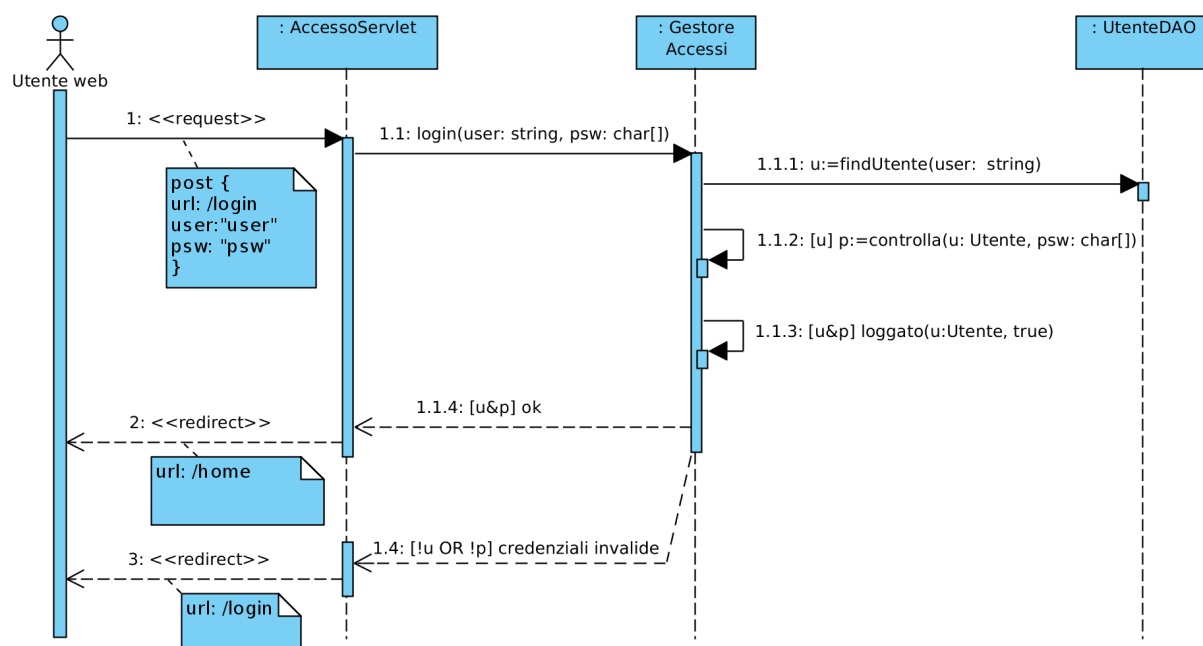 : AccessoServlet
: Gestore
Accessi
: UtenteDAO
Utente web
1: <<request>>
1.1: login(user: string, psw: char[])
1.1.1: u:=findUtente(user:  string)
post {
url: /login
user:"user"
psw: "psw"
}
1.1.2: [u] p:=controlla(u: Utente, psw: char[])
1.1.3: [u&p] loggato(u:Utente, true)
1.1.4: [u&p] ok
2: <<redirect>>
url: /home
1.4: [!u OR !p] credenziali invalide
3: <<redirect>>
url: /login